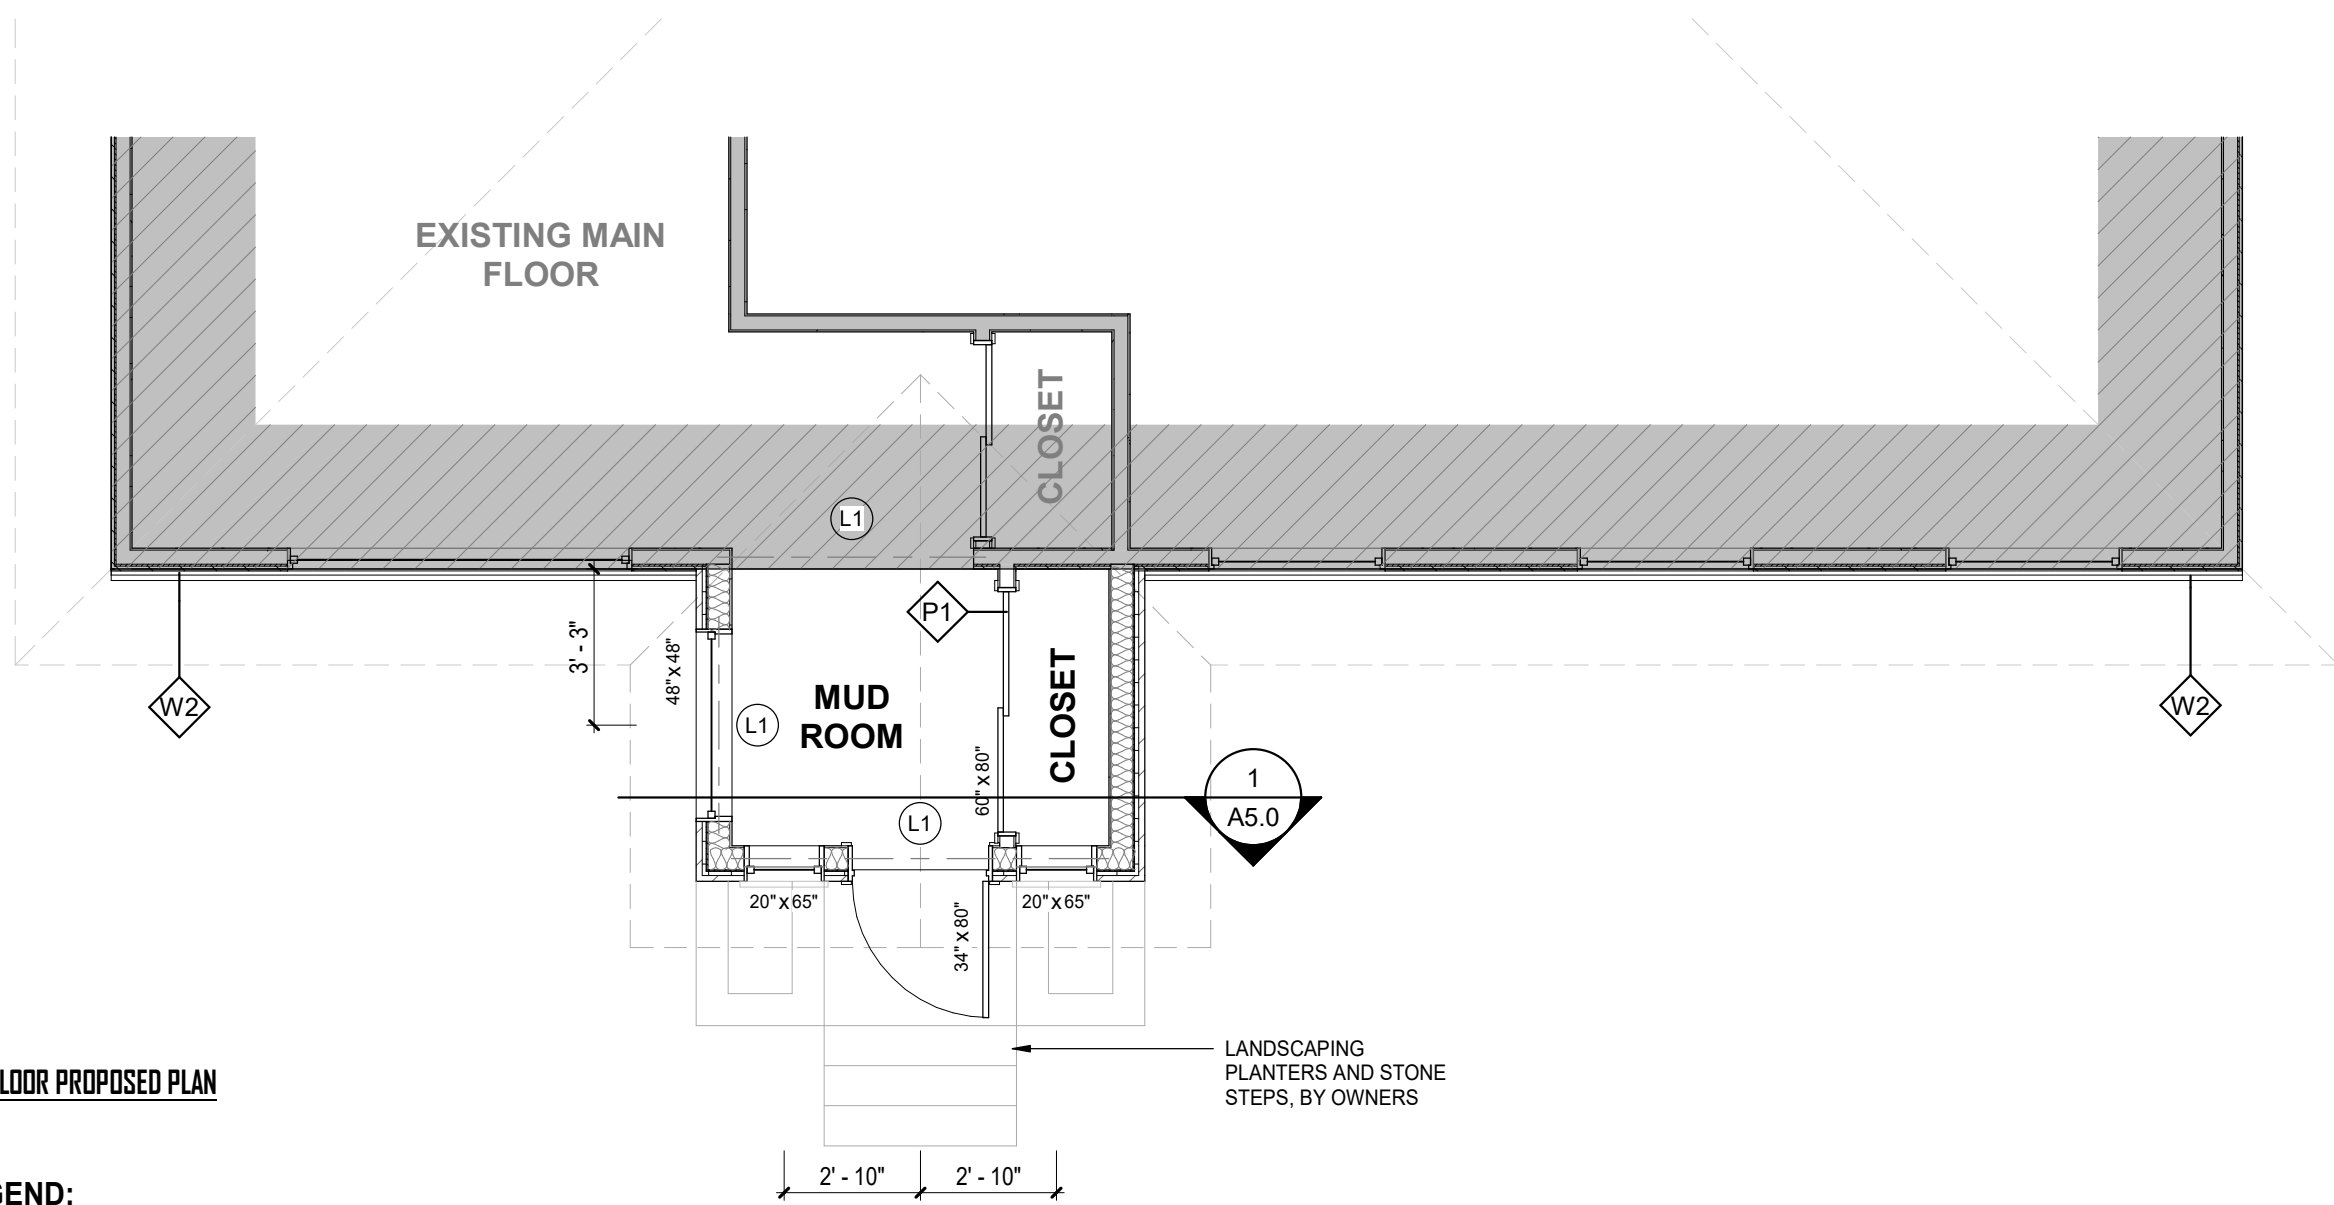 EXISTING MAIN
FLOOR
CLOSET
L1
P1
3' - 3"
48" x 48"
W2
W2
MUD
ROOM
L1
CLOSET
60" x 80"
1
A5.0
L1
20" x 65"
20" x 65"
34" x 80"
LANDSCAPING
PLANTERS AND STONE
STEPS, BY OWNERS
LOOR PROPOSED PLAN
2' - 10"
2' - 10"
GEND: